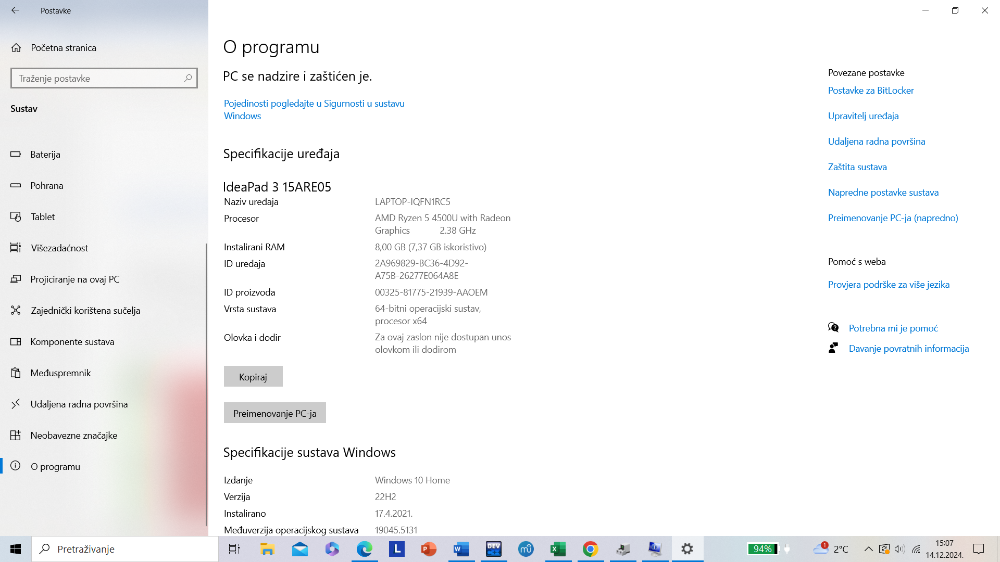 Postavke
Početna stranica
Traženje postavke
Sustav
Baterija
Pohrana
Tablet
Višezadaćnost
Projiciranje na ovaj PC
Zajednički korištena sučelja
Komponente sustava
Međuspremnik
Udaljena radna površina
Neobavezne značajke
O programu
O programu
PC se nadzire i zaštićen je.
Pojedinosti pogledajte u Sigurnosti u sustavu
Windows
Specifikacije uređaja
IdeaPad 3 15ARE05
Naziv uređaja LAPTOP-IQFN1RC5
Procesor AMD Ryzen 5 4500U with Radeon
Graphics 2.38 GHz
Instalirani RAM 8,00 GB (7,37 GB iskoristivo)
ID uređaja 2A969829-BC36-4D92-
A75B-26277E064A8E
ID proizvoda 00325-81775-21939-AAOEM
Vrsta sustava 64-bitni operacijski sustav,
procesor x64
Olovka i dodir Za ovaj zaslon nije dostupan unos
olovkom ili dodirom
Kopiraj
Preimenovanje PC-ja
Specifikacije sustava Windows
Izdanje Windows 10 Home
Verzija 22H2
Instalirano 17.4.2021.
Međuverzija operacijskog sustava 19045.5131
Povezane postavke
Postavke za BitLocker
Upravitelj uređaja
Udaljena radna površina
Zaštita sustava
Napredne postavke sustava
Preimenovanje PC-ja (napredno)
Pomoć s weba
Provjera podrške za više jezika
Potrebna mi je pomoć
Davanje povratnih informacija
Pretraživanje
L
P
W
DEV
C++
mü
X
94%
1
2°C
15:07
14.12.2024.